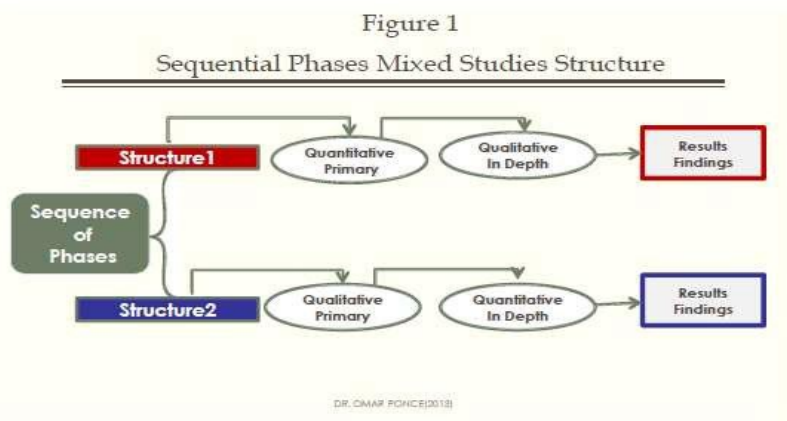 Figure 1
Sequential Phases Mixed Studies Structure
Structure1
Quantitative
Primary
Qualitative
In Depth
Results
Findings
Sequence
of
Phases
Structure2
Qualitative
Primary
Quantitative
In Depth
Results
Findings
DR. OMAR PONCE(2013)